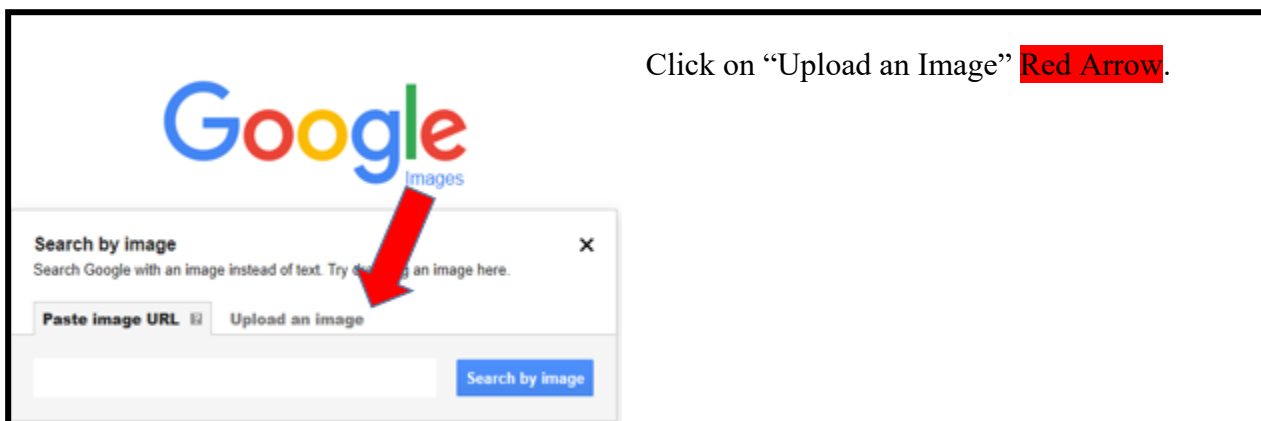 Click on “Upload an Image” Red Arrow.
Google
Images
Search by image
Search Google with an image instead of text. Try an image here.
Paste image URL
Upload an image
Search by image